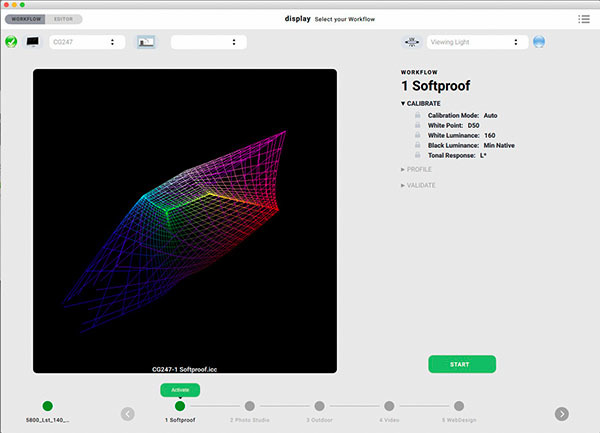 WORKFLOW EDITOR
display Select your Workflow
CG247
Viewing Light
WORKFLOW
1 Softproof
▼ CALIBRATE
Calibration Mode: Auto
White Point: D50
White Luminance: 160
Black Luminance: Min Native
Tonal Response: L*
► PROFILE
► VALIDATE
START
CG247-1 Softproof.icc
Activate
5800_Lst_140_...
1 Softproof
2 Photo Studio
3 Outdoor
4 Video
5 WebDesign